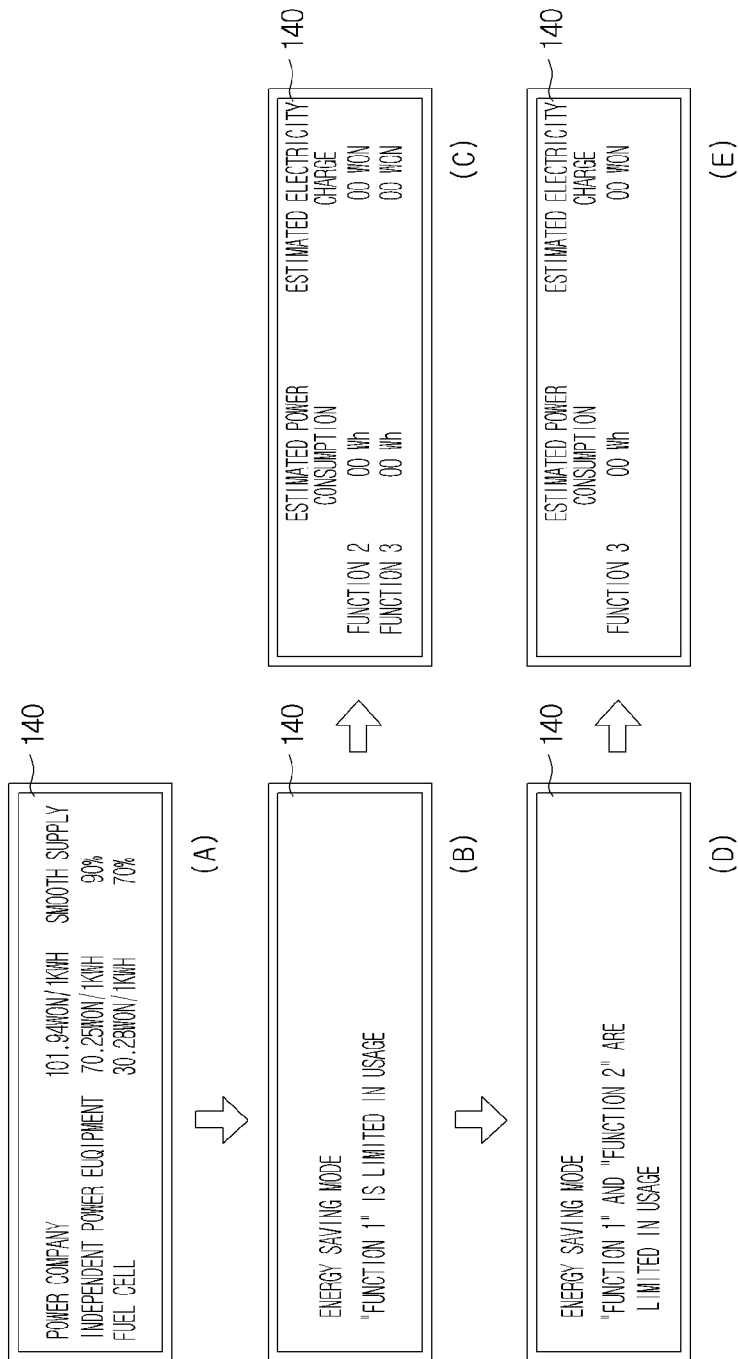 140
POWER COMPANY 101.94WON/1KWH SMOOTH SUPPLY
INDEPENDENT POWER EUQIPMENT 70.25WON/1KWH 90%
FUEL CELL 30.28WON/1KWH 70%
(A)
140
ENERGY SAVING MODE
"FUNCTION 1" IS LIMITED IN USAGE
(B)
140
ESTIMATED POWER CONSUMPTION ESTIMATED ELECTRICITY CHARGE
FUNCTION 2 00 Wh 00 WON
FUNCTION 3 00 Wh 00 WON
(C)
140
ENERGY SAVING MODE
"FUNCTION 1" AND "FUNCTION 2" ARE
LIMITED IN USAGE
(D)
140
ESTIMATED POWER CONSUMPTION ESTIMATED ELECTRICITY CHARGE
FUNCTION 3 00 Wh 00 WON
(E)